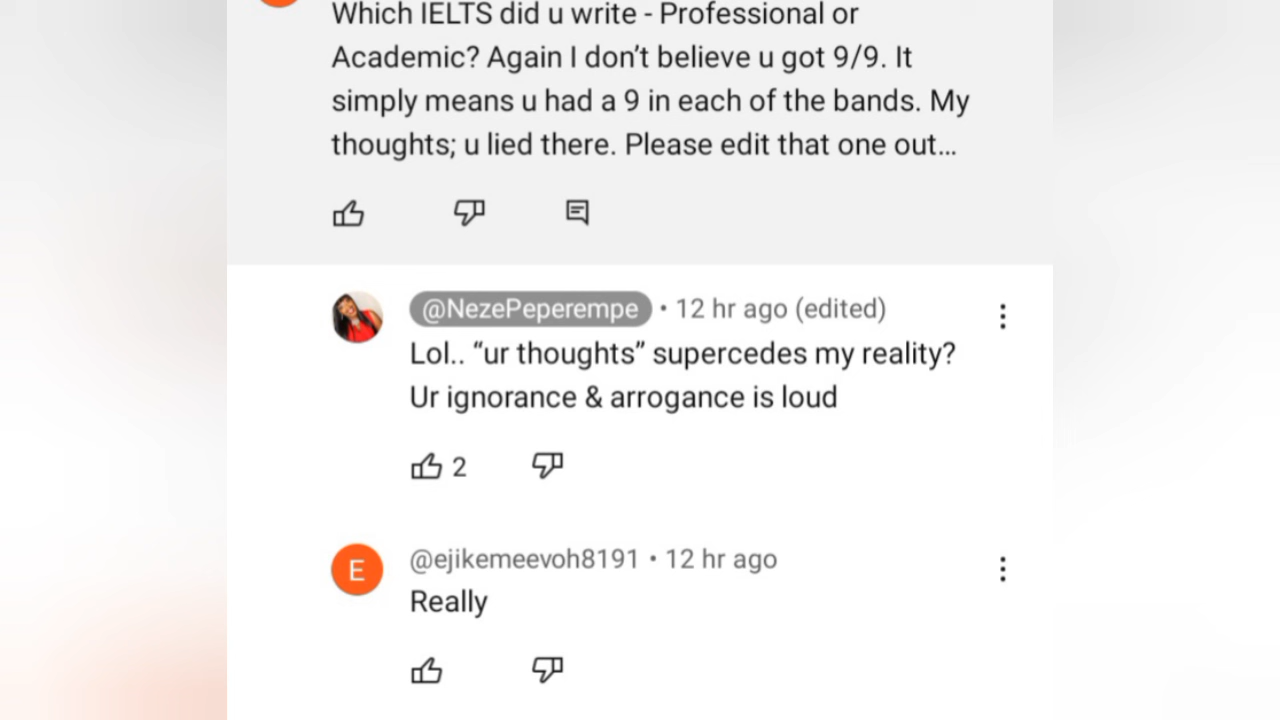 Which IELTS did u write - Professional or
Academic? Again I don’t believe u got 9/9. It
simply means u had a 9 in each of the bands. My
thoughts; u lied there. Please edit that one out...
@NezePeperempe • 12 hr ago (edited)
Lol.. “ur thoughts” supercedes my reality?
Ur ignorance & arrogance is loud
2
E
@ejikemeevoh8191 • 12 hr ago
Really